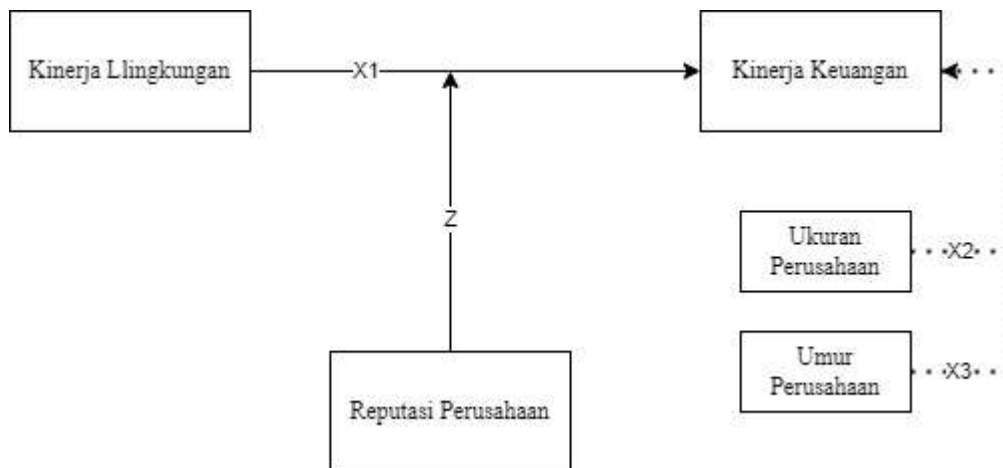 Kinerja Llingkungan
X1
Kinerja Keuangan
Z
Ukuran
Perusahaan
X2
Umur
Perusahaan
X3
Reputasi Perusahaan